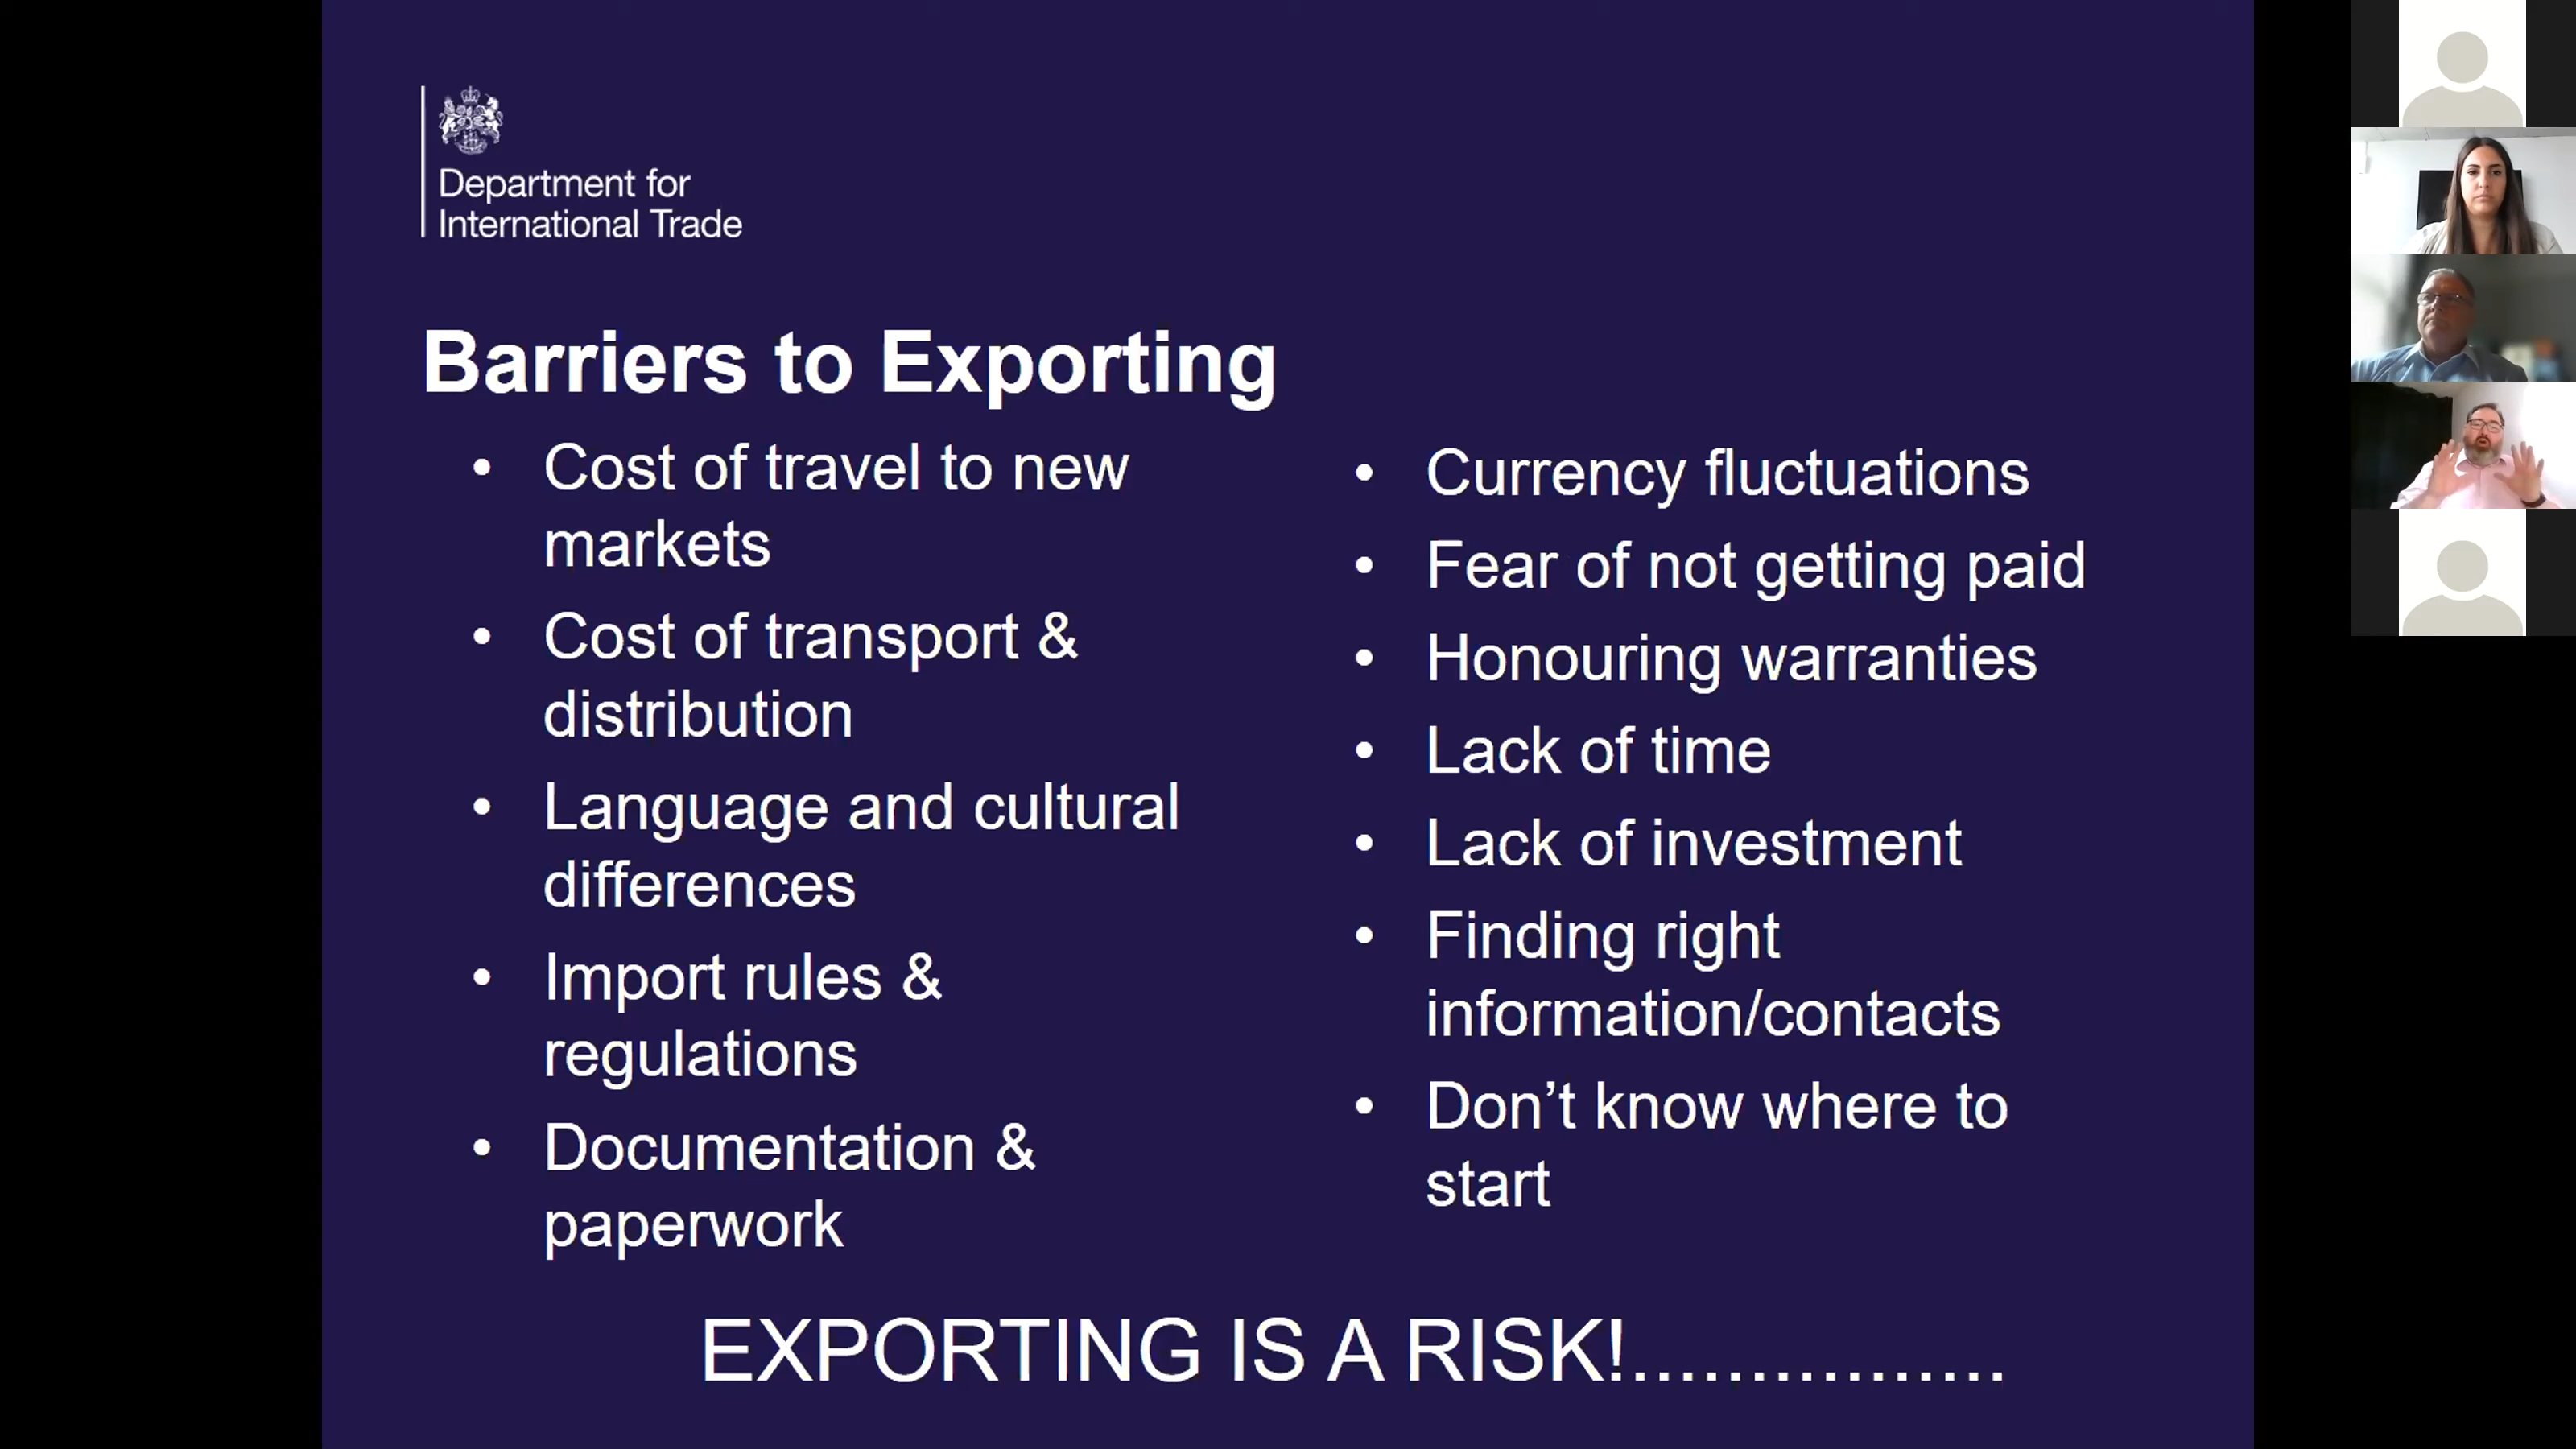 Department for
International Trade
Barriers to Exporting
• Cost of travel to new
markets
• Cost of transport &
distribution
• Language and cultural
differences
• Import rules &
regulations
• Documentation &
paperwork
• Currency fluctuations
• Fear of not getting paid
• Honouring warranties
• Lack of time
• Lack of investment
• Finding right
information/contacts
• Don’t know where to
start
EXPORTING IS A RISK!...............